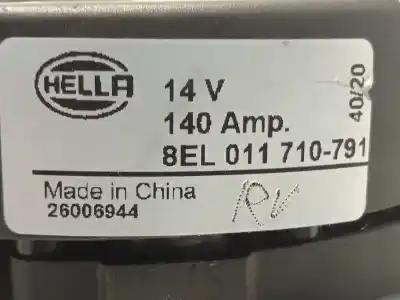 HELLA
14 V
140 Amp.
8EL 011 710-791
40/20
Made in China
26006944